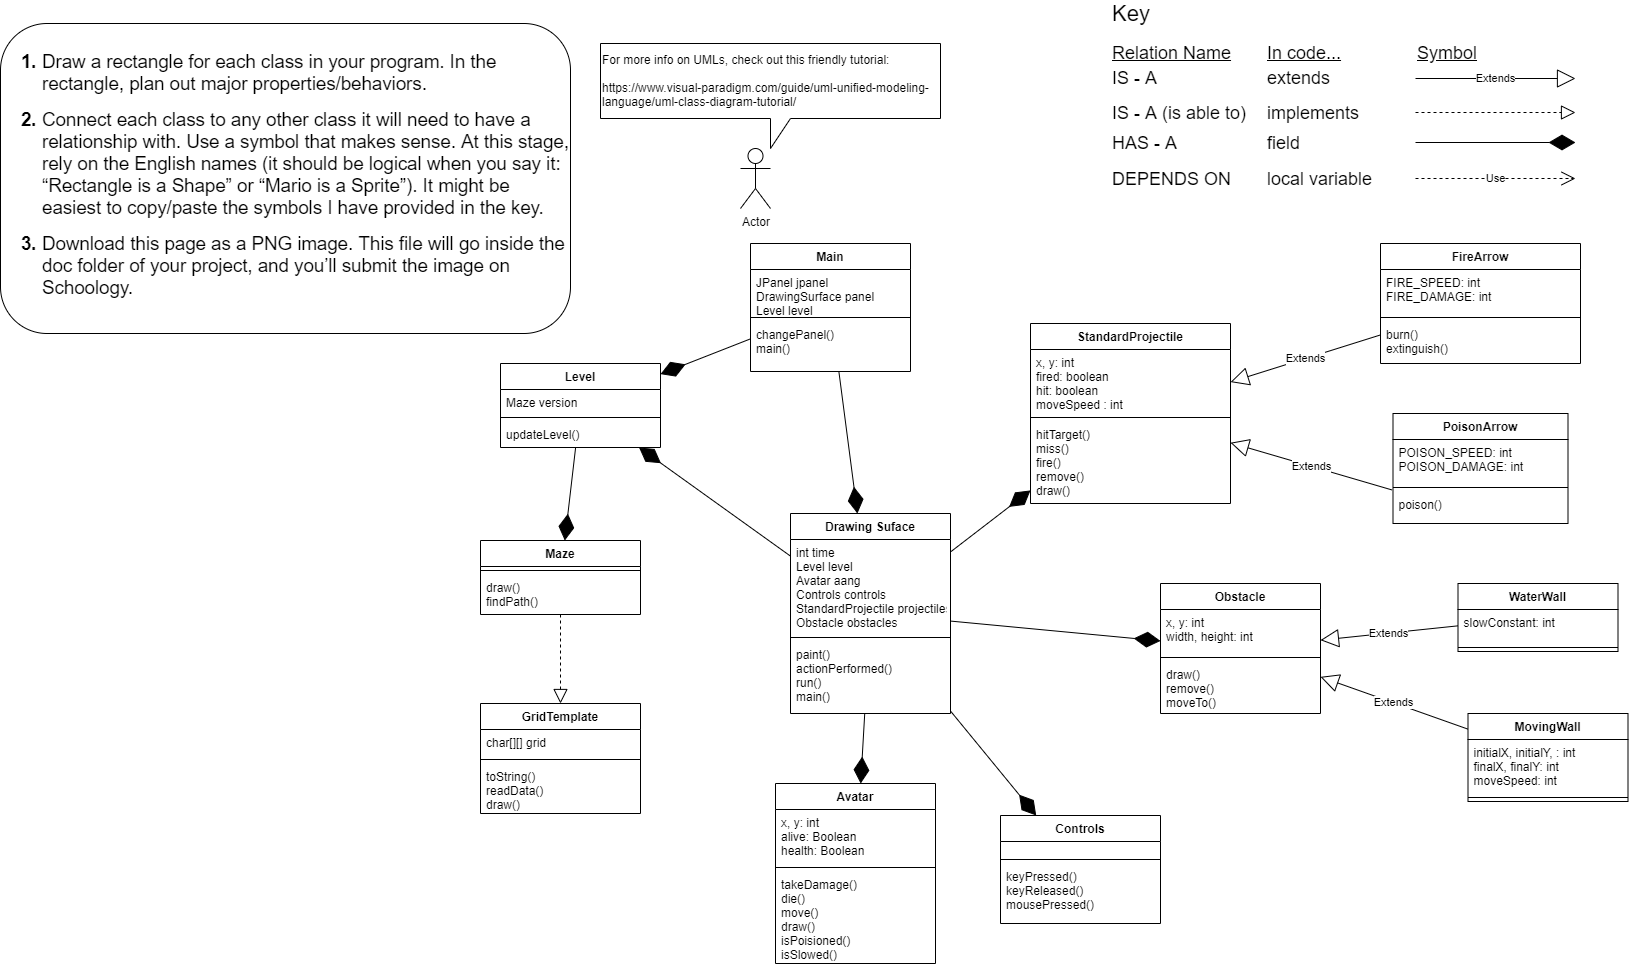 1. Draw a rectangle for each class in your program. In the
rectangle, plan out major properties/behaviors.
2. Connect each class to any other class it will need to have a
relationship with. Use a symbol that makes sense. At this stage,
rely on the English names (it should be logical when you say it:
“Rectangle is a Shape” or “Mario is a Sprite”). It might be
easiest to copy/paste the symbols I have provided in the key.
3. Download this page as a PNG image. This file will go inside the
doc folder of your project, and you’ll submit the image on
Schoology.
For more info on UMLs, check out this friendly tutorial:
https://www.visual-paradigm.com/guide/uml-unified-modeling-
language/uml-class-diagram-tutorial/
Actor
Key
Relation Name In code... Symbol
IS - A extends Extends
IS - A (is able to) implements
HAS - A field
DEPENDS ON local variable Use
Main
JPanel jpanel
DrawingSurface panel
Level level
changePanel()
main()
Level
Maze version
updateLevel()
Maze
draw()
findPath()
GridTemplate
char[][] grid
toString()
readData()
draw()
Drawing Suface
int time
Level level
Avatar aang
Controls controls
StandardProjectile projectiles
Obstacle obstacles
paint()
actionPerformed()
run()
main()
Avatar
x, y: int
alive: Boolean
health: Boolean
takeDamage()
die()
move()
draw()
isPoisioned()
isSlowed()
Controls
keyPressed()
keyReleased()
mousePressed()
StandardProjectile
x, y: int
fired: boolean
hit: boolean
moveSpeed : int
hitTarget()
miss()
fire()
remove()
draw()
Extends
FireArrow
FIRE_SPEED: int
FIRE_DAMAGE: int
burn()
extinguish()
Extends
PoisonArrow
POISON_SPEED: int
POISON_DAMAGE: int
poison()
Obstacle
x, y: int
width, height: int
draw()
remove()
moveTo()
Extends
WaterWall
slowConstant: int
Extends
MovingWall
initialX, initialY, : int
finalX, finalY: int
moveSpeed: int